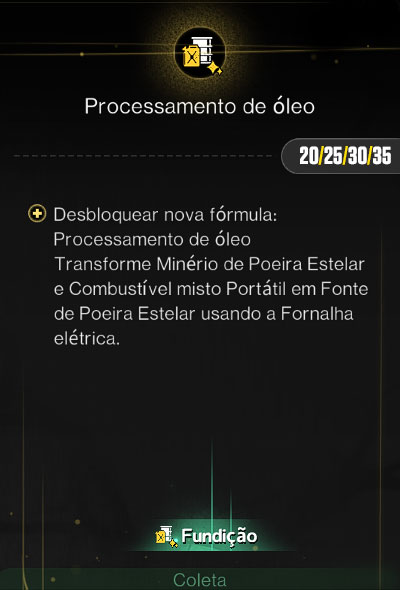 Processamento de óleo
20/25/30/35
Desbloquear nova fórmula:
Processamento de óleo
Transforme Minério de Poeira Estelar
e Combustível misto Portátil em Fonte
de Poeira Estelar usando a Fornalha
elétrica.
Fundição
Coleta